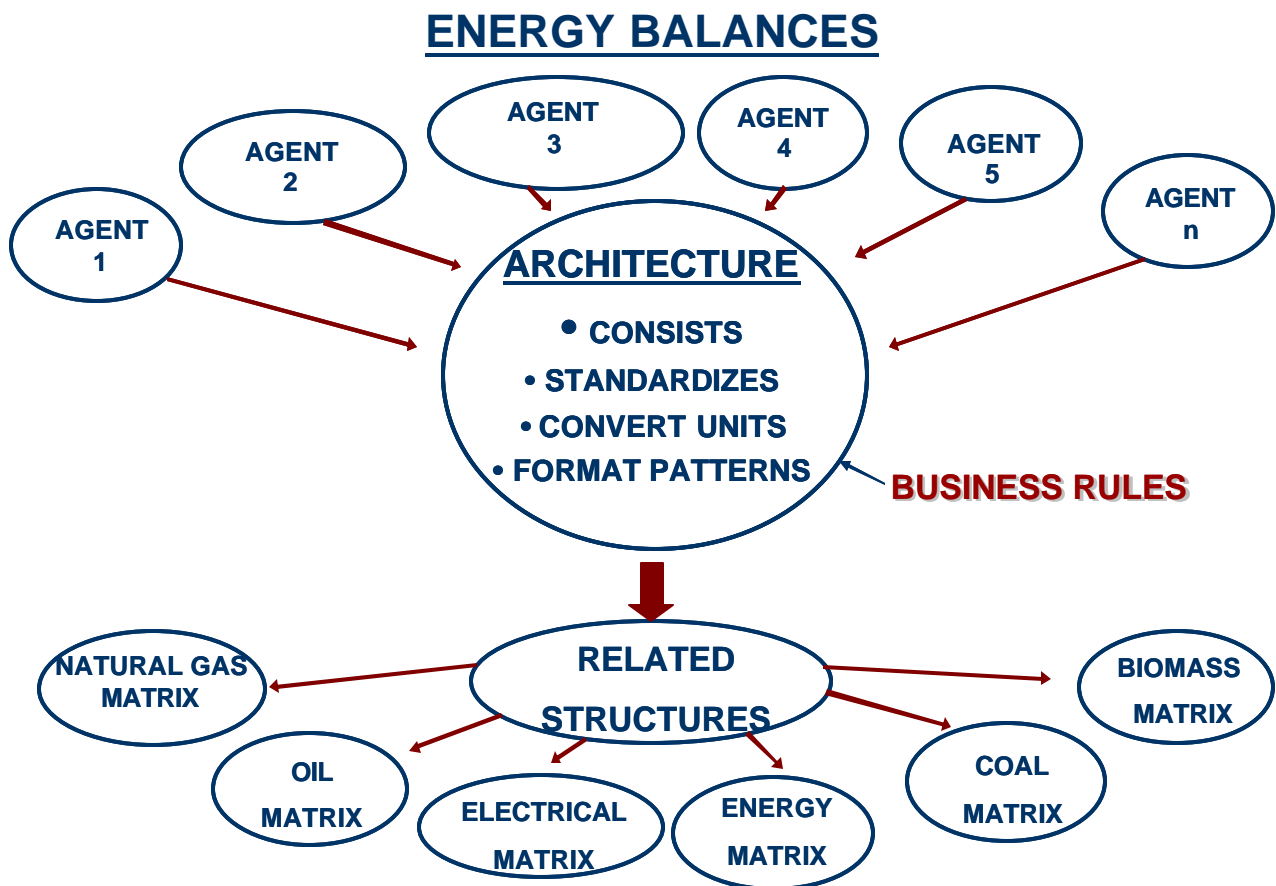 ENERGY BALANCES
AGENT
1
AGENT
2
AGENT
3
AGENT
4
AGENT
5
AGENT
n
ARCHITECTURE
• CONSISTS
• STANDARDIZES
• CONVERT UNITS
• FORMAT PATTERNS
BUSINESS RULES
RELATED
STRUCTURES
NATURAL GAS
MATRIX
OIL
MATRIX
ELECTRICAL
MATRIX
ENERGY
MATRIX
COAL
MATRIX
BIOMASS
MATRIX